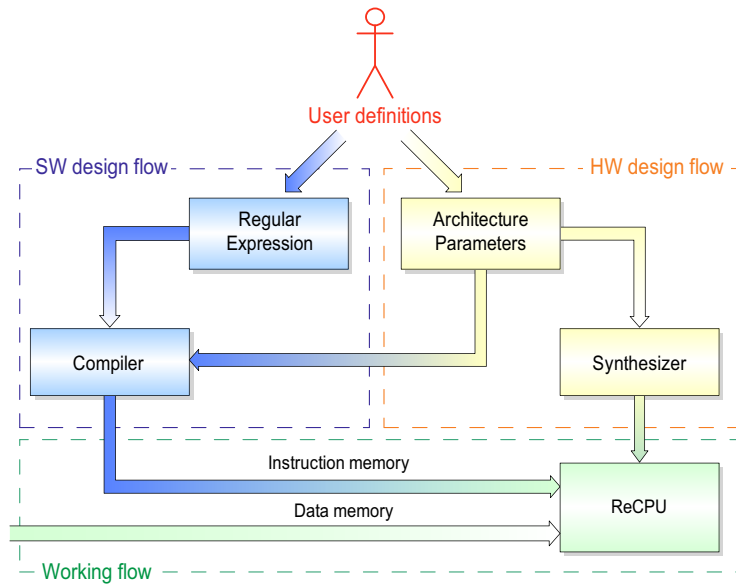 User definitions
SW design flow
HW design flow
Regular
Expression
Architecture
Parameters
Compiler
Synthesizer
Instruction memory
ReCPU
Data memory
Working flow